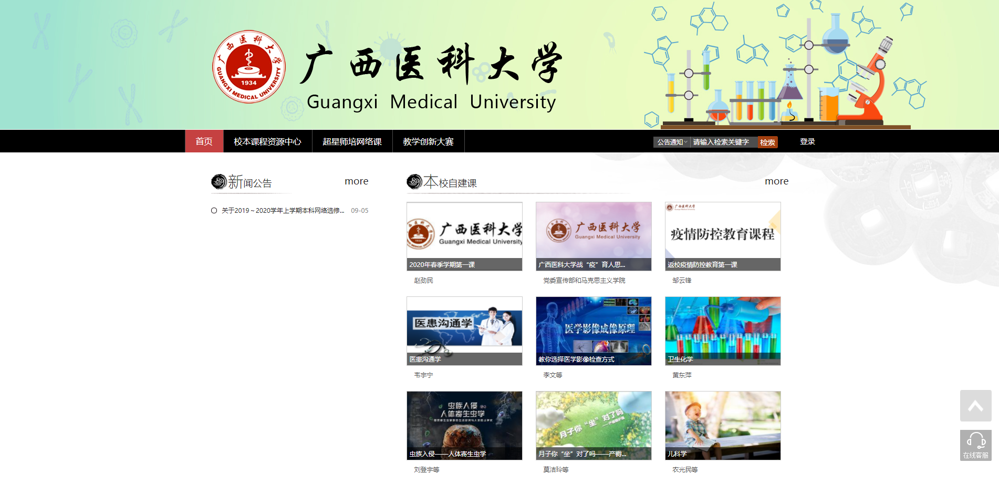 广西医科大学
GUANGXI MEDICAL UNIVERSITY
1934
广西医科大学
Guangxi Medical University
首页
校本课程资源中心
超星师培网络课
教学创新大赛
公告通知
请输入检索关键字
检索
登录
新闻公告
more
关于2019～2020学年上学期本科网络选修...
09-05
本校自建课
more
广西医科大学
Guangxi Medical University
2020年春季学期第一课
赵劲民
广西医科大学
Guangxi Medical University
广西医科大学战“疫”育人思...
党委宣传部和马克思主义学院
广西医科大学
疫情防控教育课程
返校疫情防控教育第一课
邹云锋
医患沟通学
医患沟通学
韦宇宁
医学影像成像原理
教你选择医学影像检查方式
李文等
卫生化学
黄东萍
虫族入侵
人体寄生虫学
虫族入侵——人体寄生虫学
刘登宇等
月子你“坐”对了吗
月子你“坐”对了吗——产褥...
莫洁玲等
儿科学
农光民等
在线客服